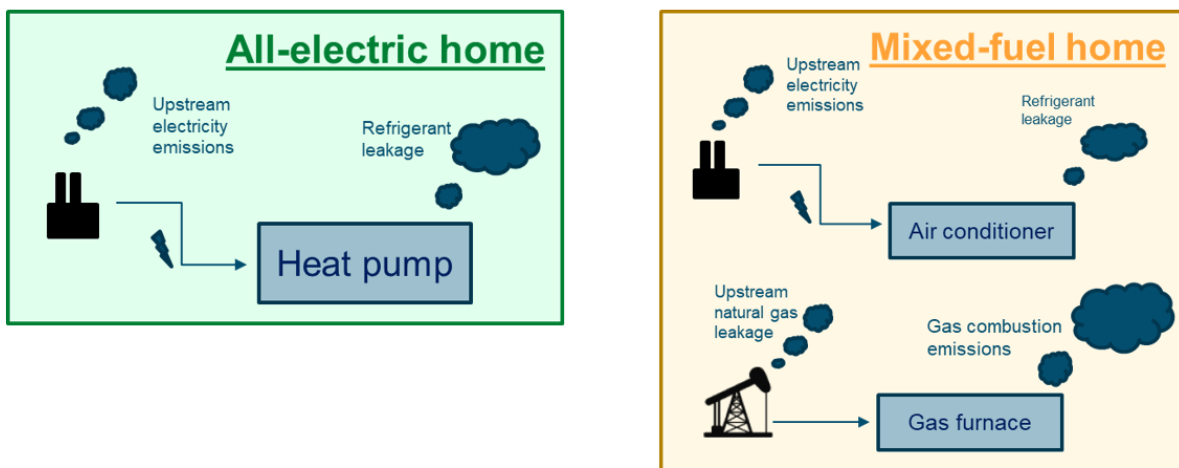 All-electric home
Upstream
electricity
emissions
Refrigerant
leakage
Heat pump
Mixed-fuel home
Upstream
electricity
emissions
Refrigerant
leakage
Air conditioner
Upstream
natural gas
leakage
Gas combustion
emissions
Gas furnace